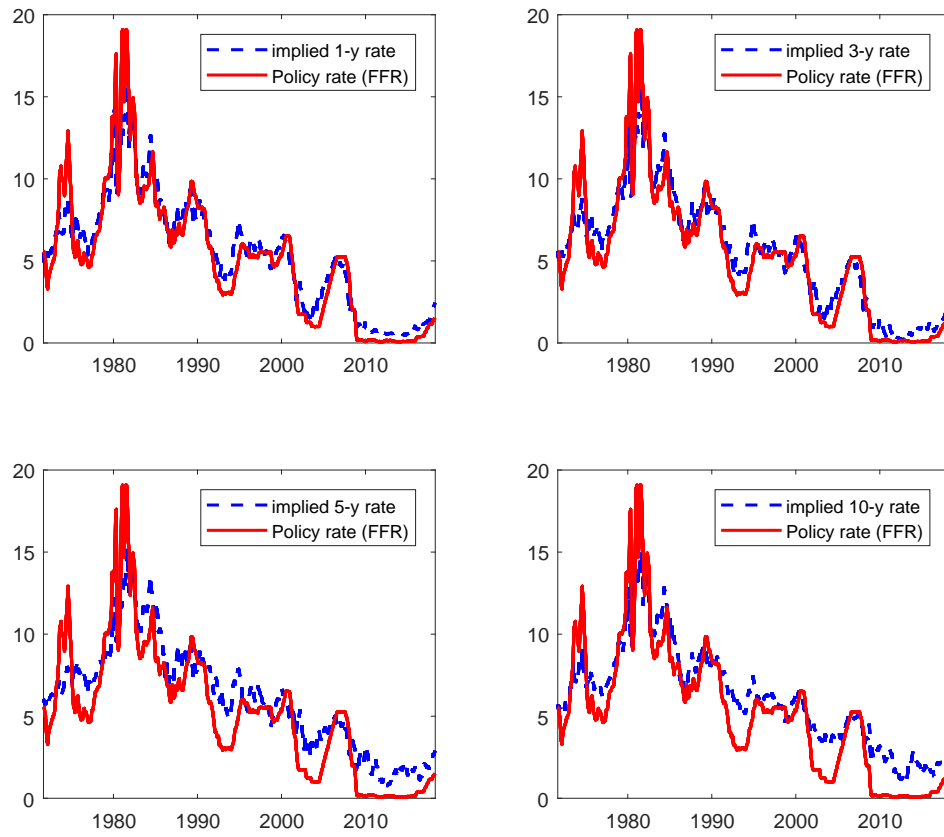 20
15
10
5
0
1980 1990 2000 2010
implied 1-y rate
Policy rate (FFR)
20
15
10
5
0
1980 1990 2000 2010
implied 3-y rate
Policy rate (FFR)
20
15
10
5
0
1980 1990 2000 2010
implied 5-y rate
Policy rate (FFR)
20
15
10
5
0
1980 1990 2000 2010
implied 10-y rate
Policy rate (FFR)